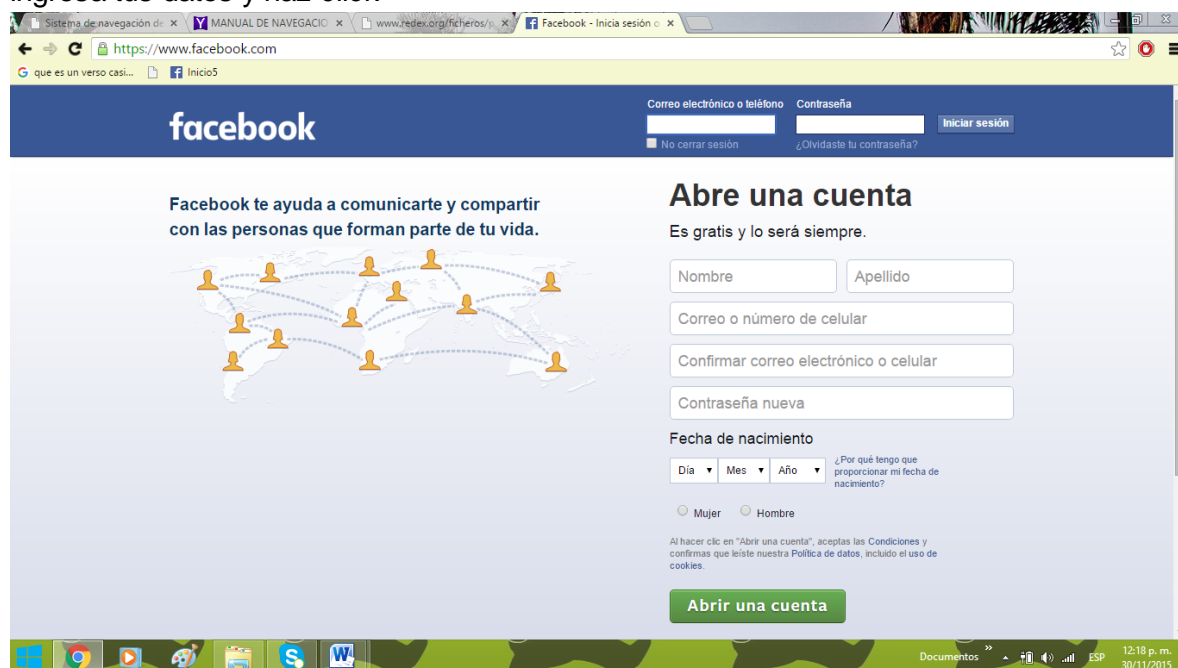 ingresa tus datos y haz click
Sistema de navegación de
MANUAL DE NAVEGACIO
www.redex.org/ficheros/p
Facebook - Inicia sesión o
https://www.facebook.com
que es un verso casi...
Inicio5
facebook
Correo electrónico o teléfono
Contraseña
Iniciar sesión
No cerrar sesión
¿Olvidaste tu contraseña?
Facebook te ayuda a comunicarte y compartir
con las personas que forman parte de tu vida.
Abre una cuenta
Es gratis y lo será siempre.
Nombre
Apellido
Correo o número de celular
Confirmar correo electrónico o celular
Contraseña nueva
Fecha de nacimiento
Día
Mes
Año
¿Por qué tengo que
proporcionar mi fecha de
nacimiento?
Mujer
Hombre
Al hacer clic en "Abrir una cuenta", aceptas las Condiciones y
confirmas que leíste nuestra Política de datos, incluido el uso de
cookies.
Abrir una cuenta
Documentos
ESP
12:18 p. m.
30/11/2015